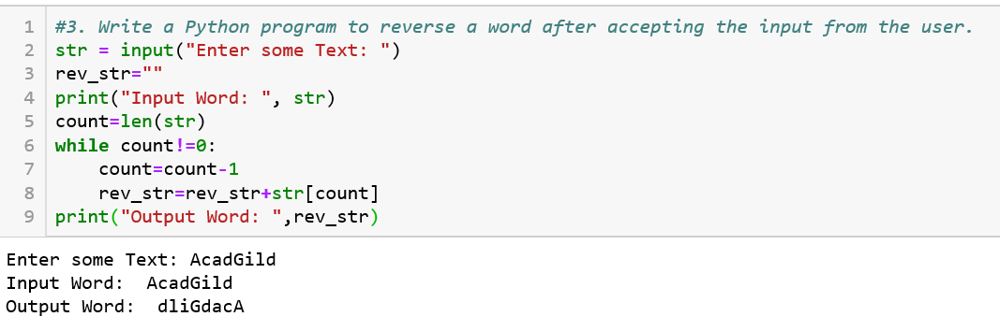 1 #3. Write a Python program to reverse a word after accepting the input from the user.
2 str = input("Enter some Text: ")
3 rev_str=""
4 print("Input Word: ", str)
5 count=len(str)
6 while count!=0:
7     count=count-1
8     rev_str=rev_str+str[count]
9 print("Output Word: ",rev_str)
Enter some Text: AcadGild
Input Word:  AcadGild
Output Word:  dliGdacA